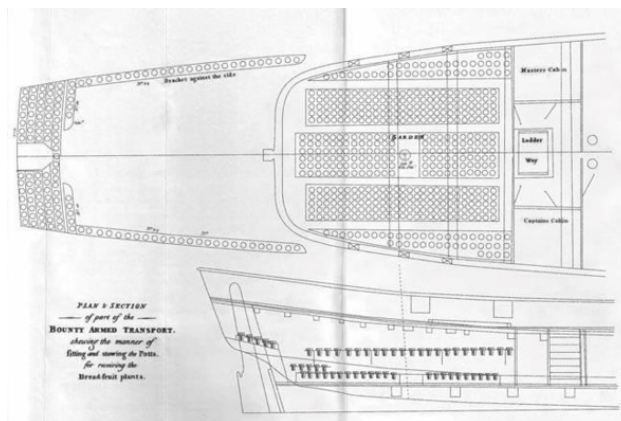 Bracket against the side
Masters Cabin
GARDEN
Ladder
Way
Captains Cabin
PLAN & SECTION
of part of the
BOUNTY ARMED TRANSPORT.
shewing the manner of
fitting and stowing the Potts.
for receiving the
Bread-fruit plants.